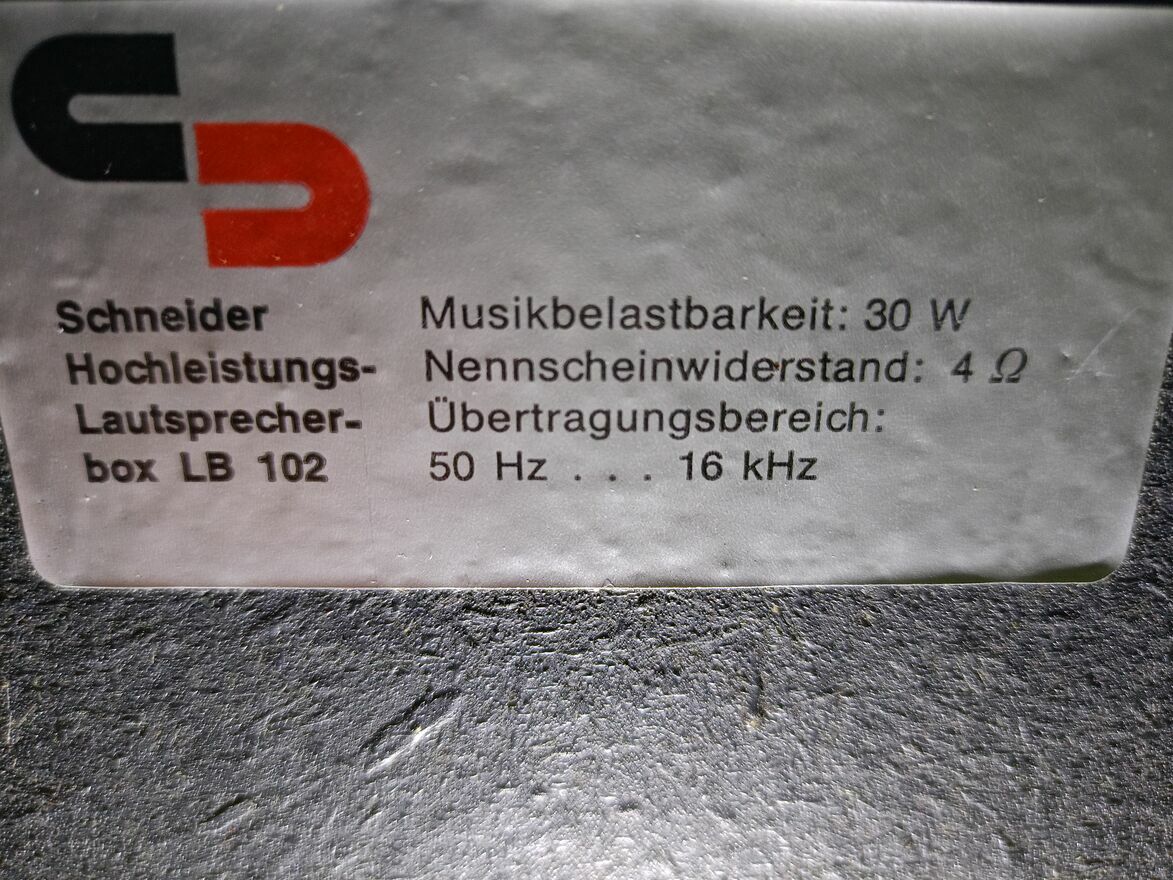 Schneider
Hochleistungs-
Lautsprecher-
box LB 102
Musikbelastbarkeit: 30 W
Nennscheinwiderstand: 4 Ω
Übertragungsbereich:
50 Hz . . . 16 kHz